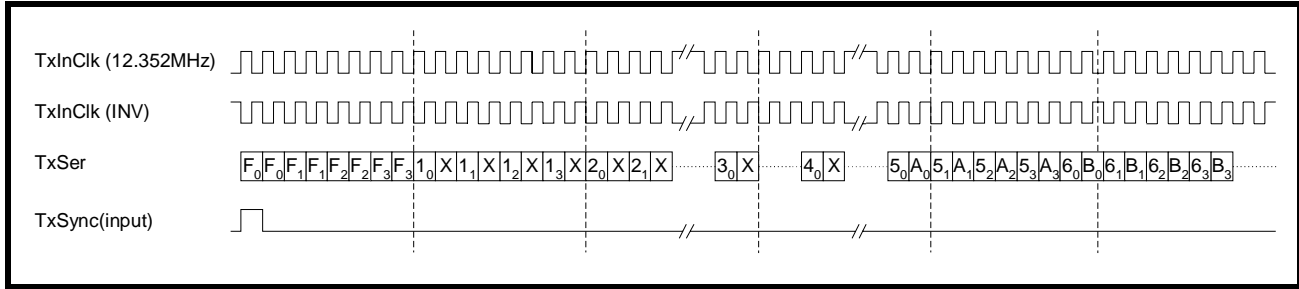 TxInClk (12.352MHz)
TxInClk (INV)
TxSer F₀ F₀ F₁ F₁ F₂ F₂ F₃ F₃ 1₀ X 1₁ X 1₂ X 1₃ X 2₀ X 2₁ X 3₀ X 4₀ X 5₀ A₀ 5₁ A₁ 5₂ A₂ 5₃ A₃ 6₀ B₀ 6₁ B₁ 6₂ B₂ 6₃ B₃
TxSync(input)